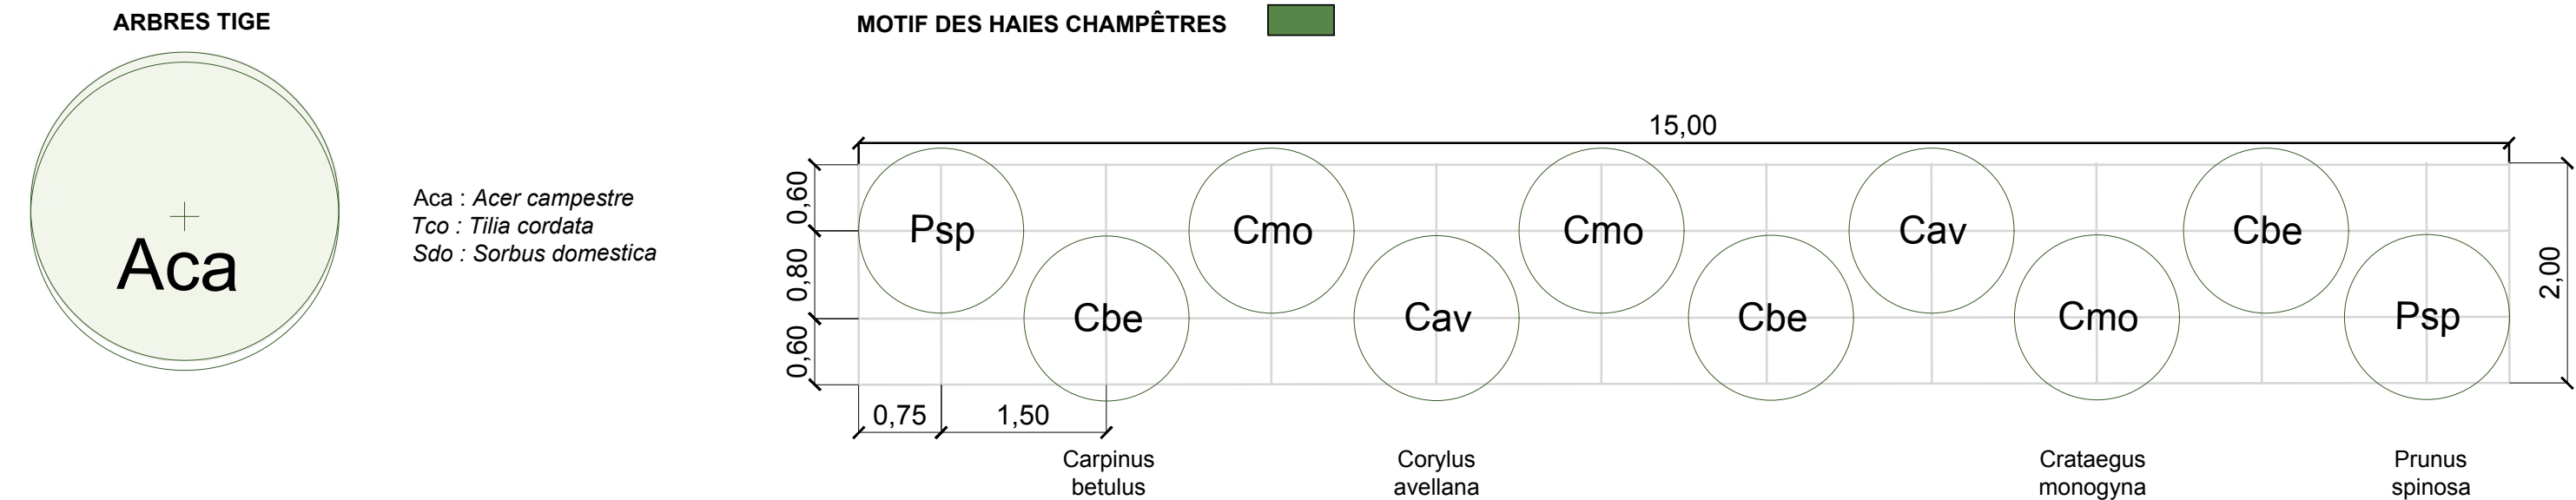 ARBRES TIGE
MOTIF DES HAIES CHAMPÊTRES
Aca
Aca : Acer campestre
Tco : Tilia cordata
Sdo : Sorbus domestica
15,00
0,60
0,80
0,60
2,00
Psp
Cmo
Cmo
Cav
Cbe
Cbe
Cav
Cbe
Cmo
Psp
0,75
1,50
Carpinus
betulus
Corylus
avellana
Crataegus
monogyna
Prunus
spinosa